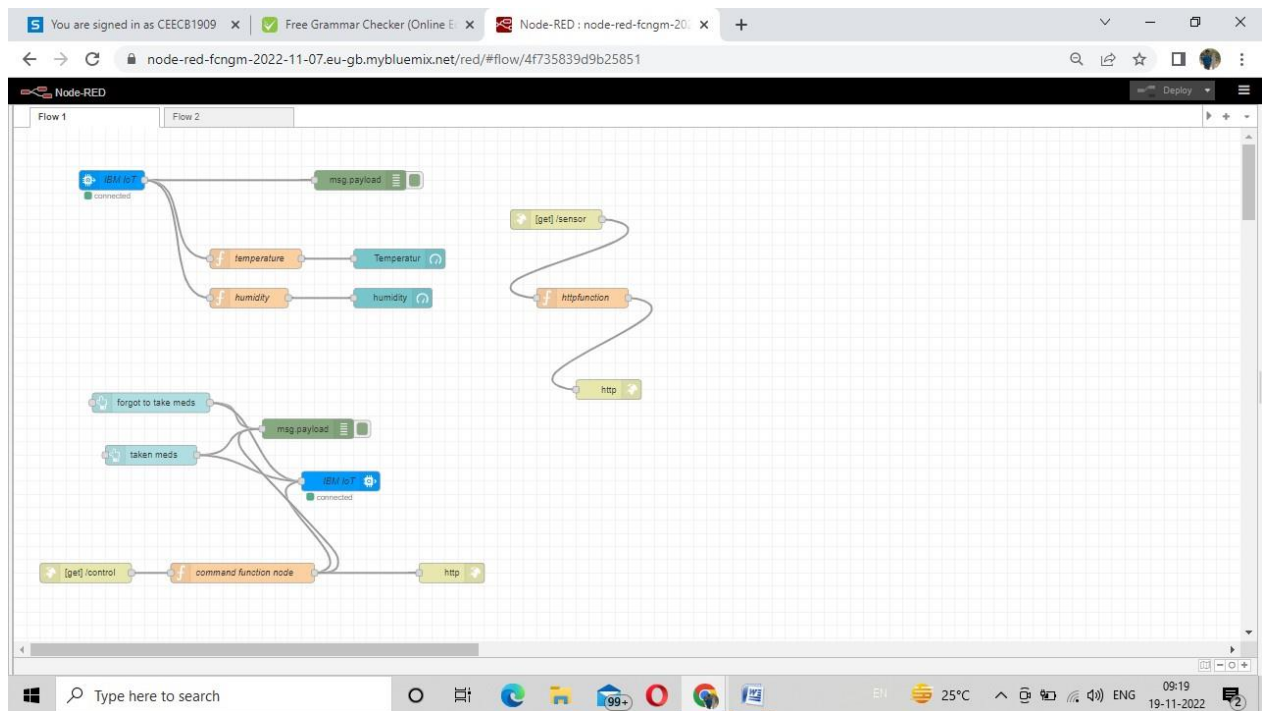 You are signed in as CEECB1909
Free Grammar Checker (Online E
Node-RED : node-red-fcngm-202
node-red-fcngm-2022-11-07.eu-gb.mybluemix.net/red/#flow/4f735839d9b25851
Node-RED
Deploy
Flow 1
Flow 2
IBM IoT
connected
msg.payload
[get] /sensor
temperature
Temperatur
humidity
humidity
httpfunction
http
forgot to take meds
msg.payload
taken meds
IBM IoT
connected
[get] /control
command function node
http
Type here to search
99+
EN
25°C
ENG
09:19
19-11-2022
2